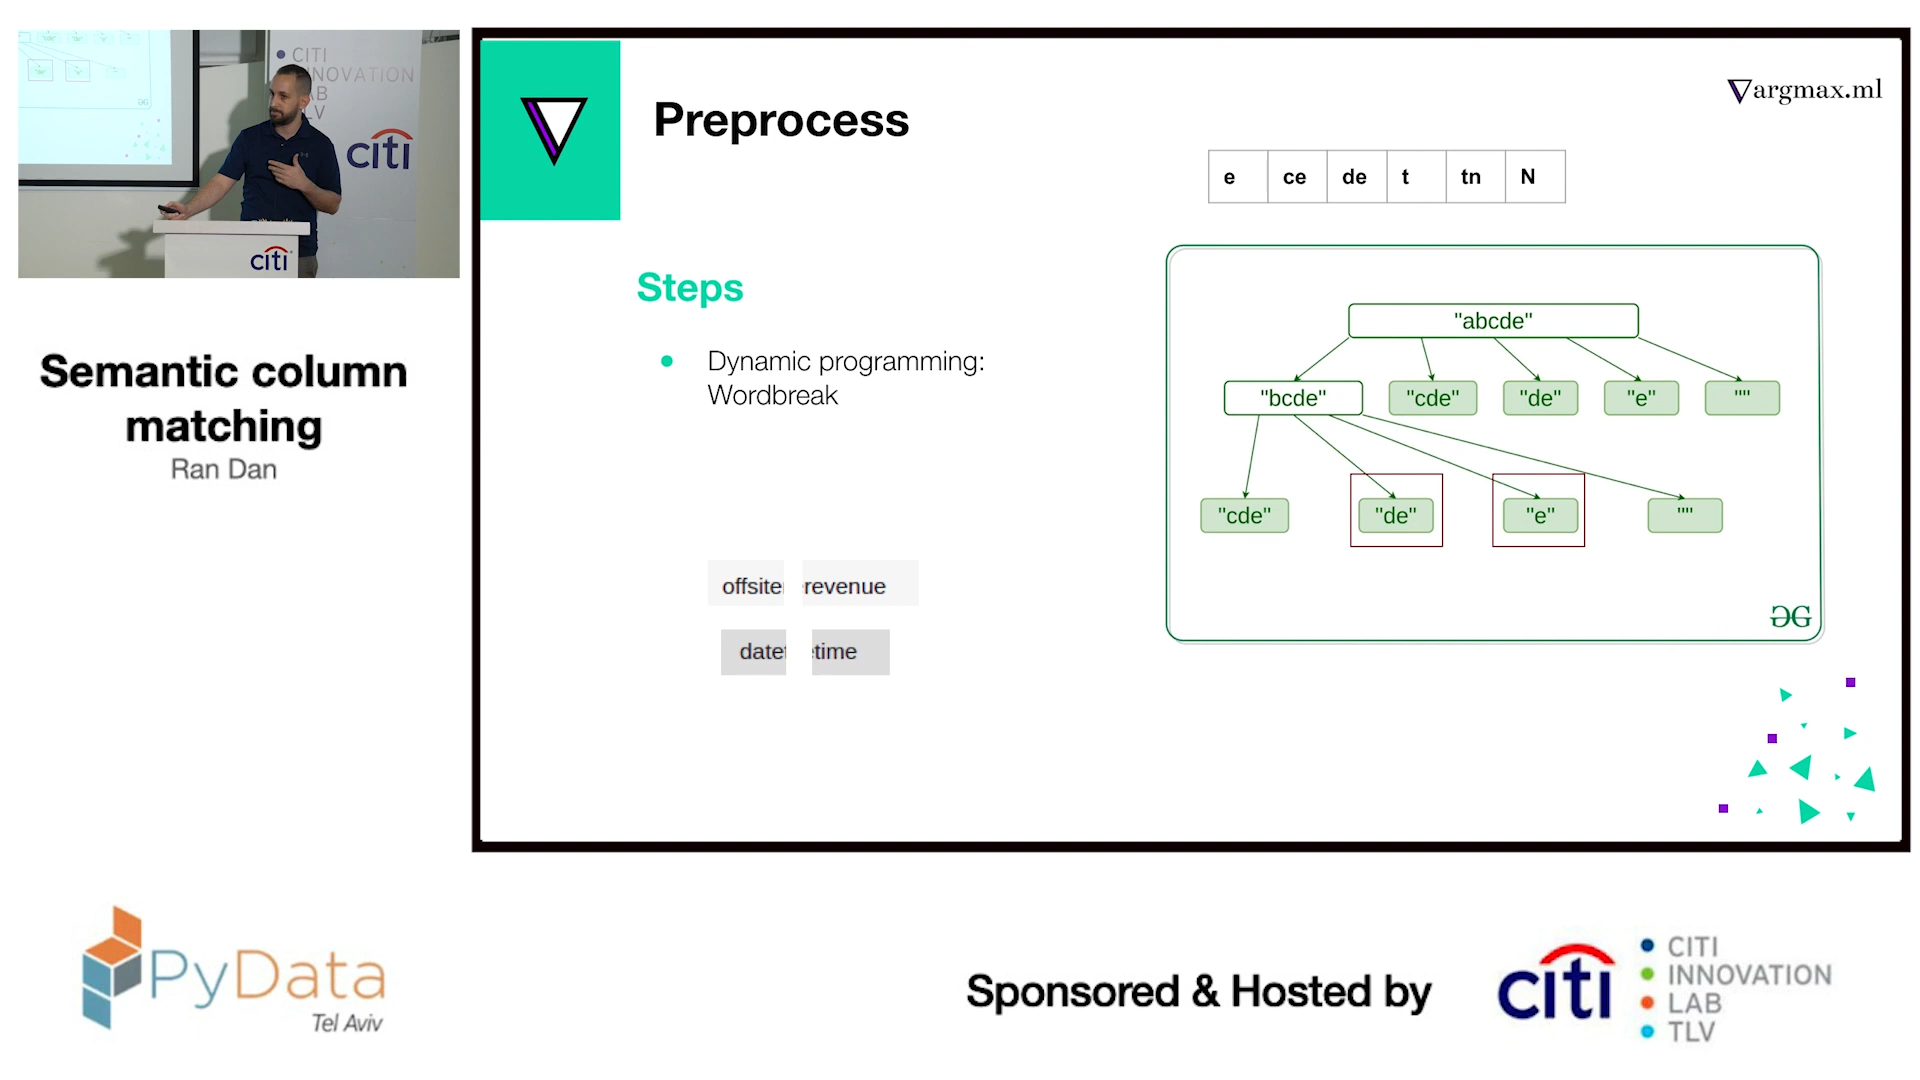 CITI
INNOVATION
LAB
TLV
citi
citi
Semantic column
matching
Ran Dan
Preprocess
argmax.ml
e ce de t tn N
Steps
Dynamic programming:
Wordbreak
offsite revenue
date time
"abcde"
"bcde" "cde" "de" "e" ""
"cde" "de" "e" ""
PyData
Tel Aviv
Sponsored & Hosted by
citi
CITI
INNOVATION
LAB
TLV